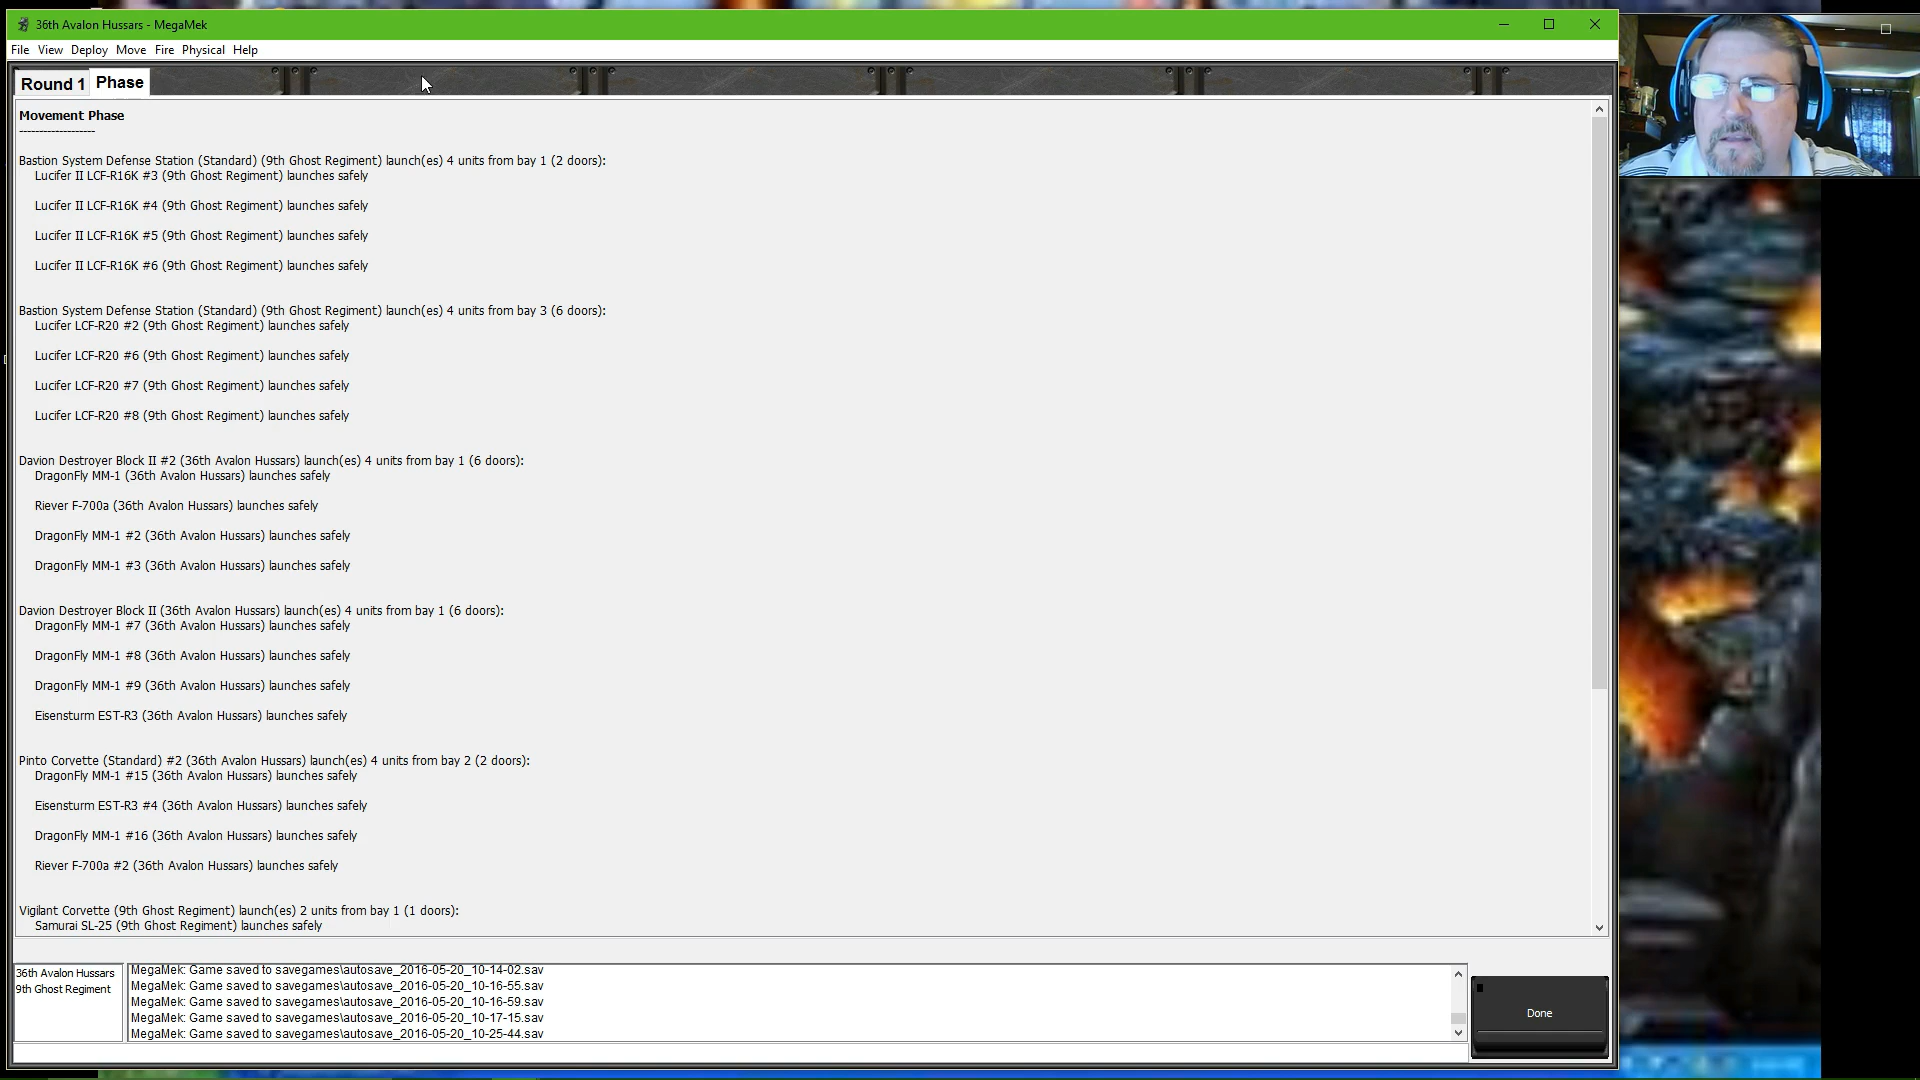 36th Avalon Hussars - MegaMek
File View Deploy Move Fire Physical Help
Round 1 Phase
Movement Phase
-------------------
Bastion System Defense Station (Standard) (9th Ghost Regiment) launch(es) 4 units from bay 1 (2 doors):
Lucifer II LCF-R16K #3 (9th Ghost Regiment) launches safely
Lucifer II LCF-R16K #4 (9th Ghost Regiment) launches safely
Lucifer II LCF-R16K #5 (9th Ghost Regiment) launches safely
Lucifer II LCF-R16K #6 (9th Ghost Regiment) launches safely
Bastion System Defense Station (Standard) (9th Ghost Regiment) launch(es) 4 units from bay 3 (6 doors):
Lucifer LCF-R20 #2 (9th Ghost Regiment) launches safely
Lucifer LCF-R20 #6 (9th Ghost Regiment) launches safely
Lucifer LCF-R20 #7 (9th Ghost Regiment) launches safely
Lucifer LCF-R20 #8 (9th Ghost Regiment) launches safely
Davion Destroyer Block II #2 (36th Avalon Hussars) launch(es) 4 units from bay 1 (6 doors):
DragonFly MM-1 (36th Avalon Hussars) launches safely
Riever F-700a (36th Avalon Hussars) launches safely
DragonFly MM-1 #2 (36th Avalon Hussars) launches safely
DragonFly MM-1 #3 (36th Avalon Hussars) launches safely
Davion Destroyer Block II (36th Avalon Hussars) launch(es) 4 units from bay 1 (6 doors):
DragonFly MM-1 #7 (36th Avalon Hussars) launches safely
DragonFly MM-1 #8 (36th Avalon Hussars) launches safely
DragonFly MM-1 #9 (36th Avalon Hussars) launches safely
Eisensturm EST-R3 (36th Avalon Hussars) launches safely
Pinto Corvette (Standard) #2 (36th Avalon Hussars) launch(es) 4 units from bay 2 (2 doors):
DragonFly MM-1 #15 (36th Avalon Hussars) launches safely
Eisensturm EST-R3 #4 (36th Avalon Hussars) launches safely
DragonFly MM-1 #16 (36th Avalon Hussars) launches safely
Riever F-700a #2 (36th Avalon Hussars) launches safely
Vigilant Corvette (9th Ghost Regiment) launch(es) 2 units from bay 1 (1 doors):
Samurai SL-25 (9th Ghost Regiment) launches safely
36th Avalon Hussars
9th Ghost Regiment
MegaMek: Game saved to savegames\autosave_2016-05-20_10-14-02.sav
MegaMek: Game saved to savegames\autosave_2016-05-20_10-16-55.sav
MegaMek: Game saved to savegames\autosave_2016-05-20_10-16-59.sav
MegaMek: Game saved to savegames\autosave_2016-05-20_10-17-15.sav
MegaMek: Game saved to savegames\autosave_2016-05-20_10-25-44.sav
Done